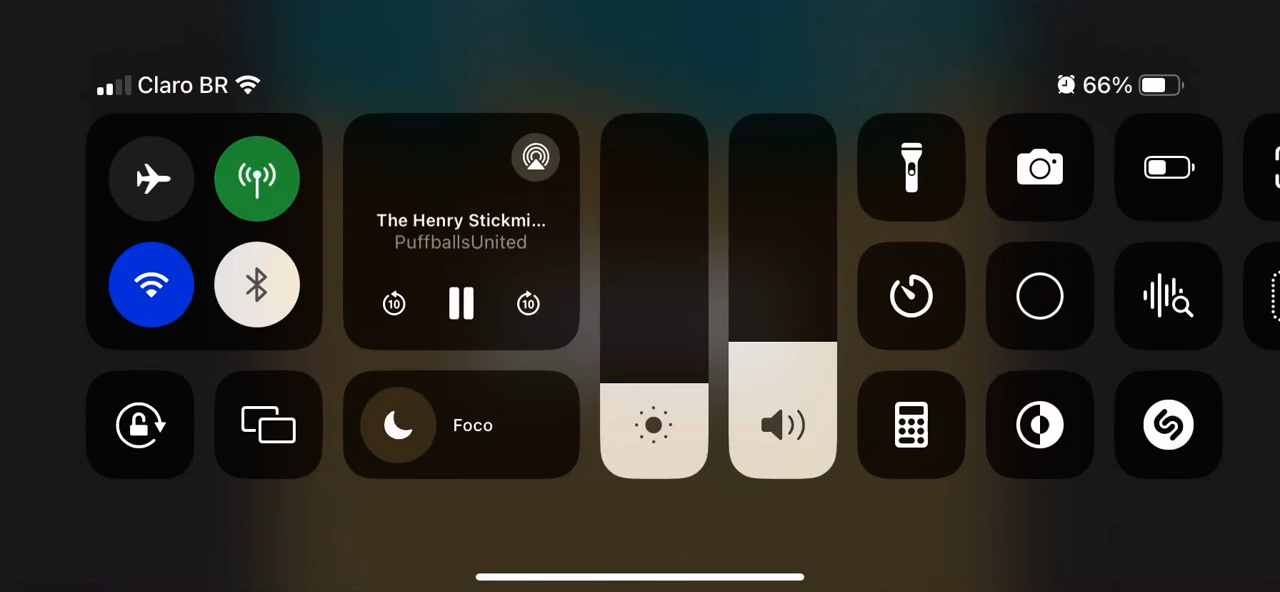 Claro BR
66%
The Henry Stickmi...
PuffballsUnited
10
10
Foco